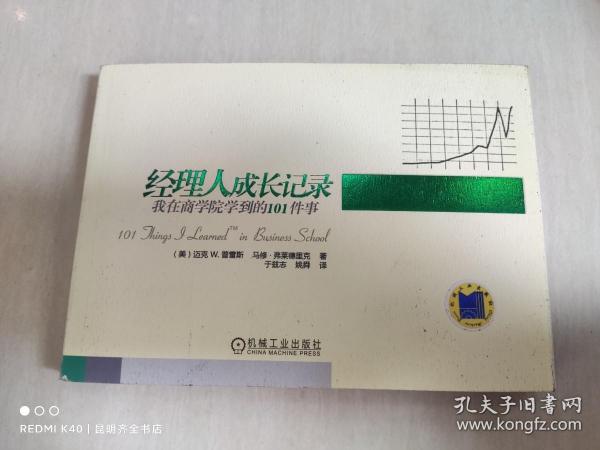 经理人成长记录
我在商学院学到的101件事
101 Things I Learned™ in Business School
（美）迈克 W. 普雷斯 马修·弗莱德里克 著
于兹志 姚舜 译
机械工业出版社
CHINA MACHINE PRESS
REDMI K40 | 昆明齐全书店
孔夫子旧书网
www.kongfz.com